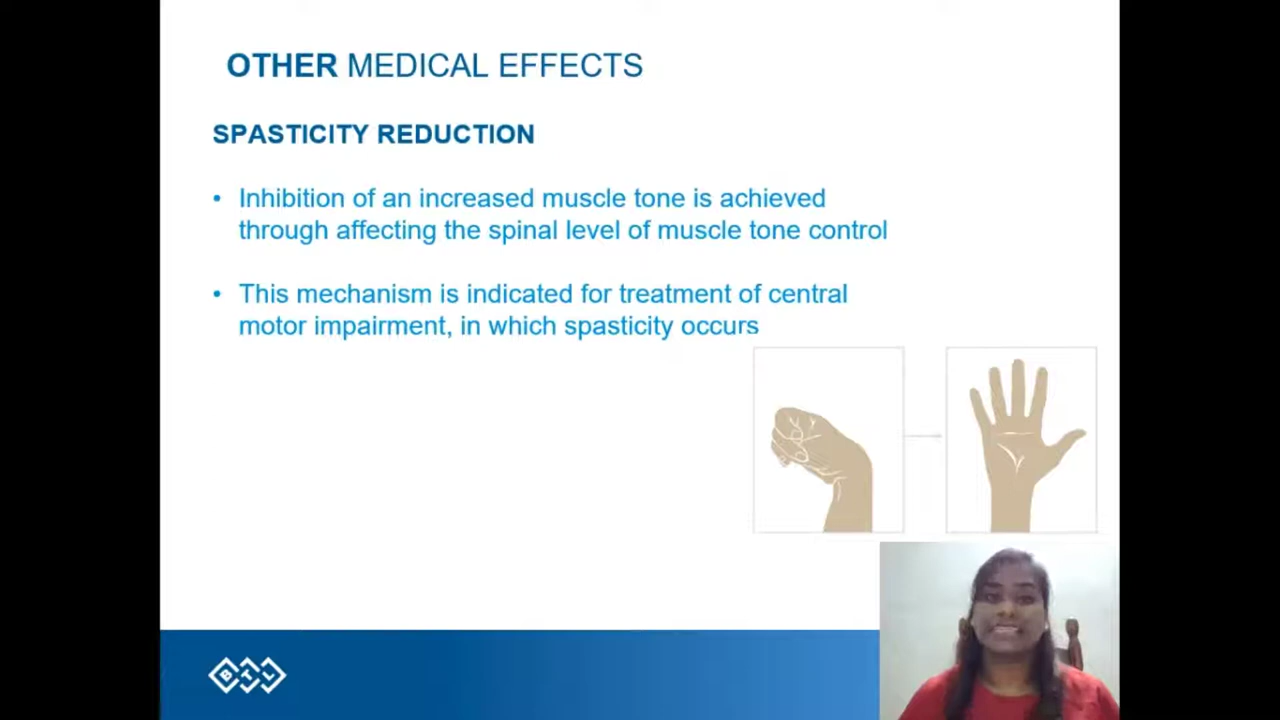 OTHER MEDICAL EFFECTS
SPASTICITY REDUCTION
• Inhibition of an increased muscle tone is achieved
through affecting the spinal level of muscle tone control
• This mechanism is indicated for treatment of central
motor impairment, in which spasticity occurs
BTL